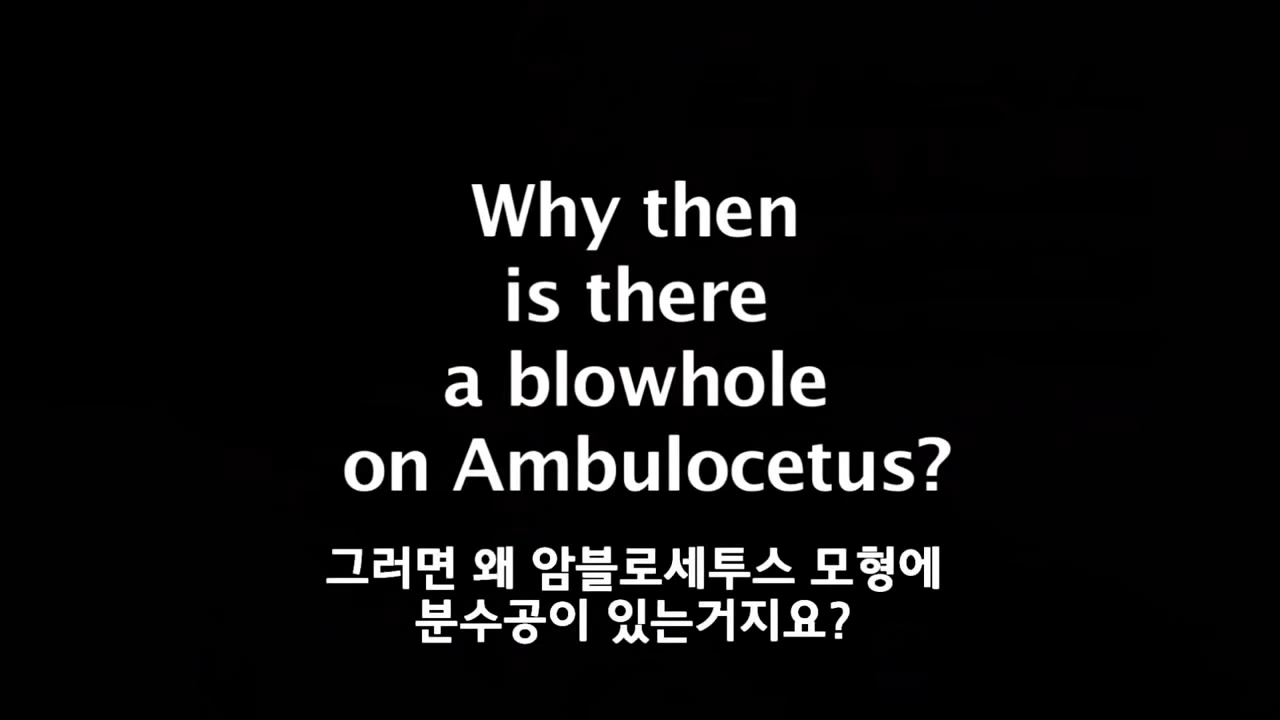 Why then
is there
a blowhole
on Ambulocetus?
그러면 왜 암블로세투스 모형에
분수공이 있는거지요?